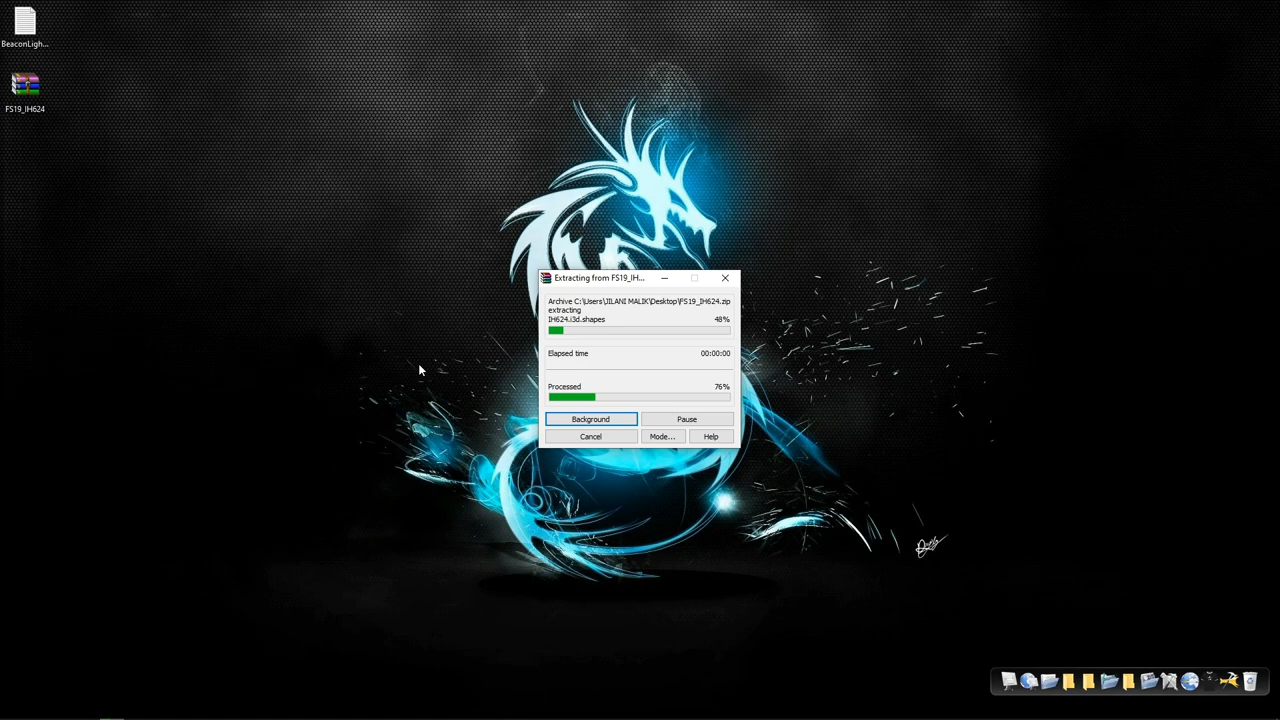 BeaconLigh...
FS19_IH624
Extracting from FS19_IH...
Archive C:\Users\JILANI MALIK\Desktop\FS19_IH624.zip
extracting
IH624.i3d.shapes 48%
Elapsed time 00:00:00
Processed 76%
Background Pause
Cancel Mode... Help